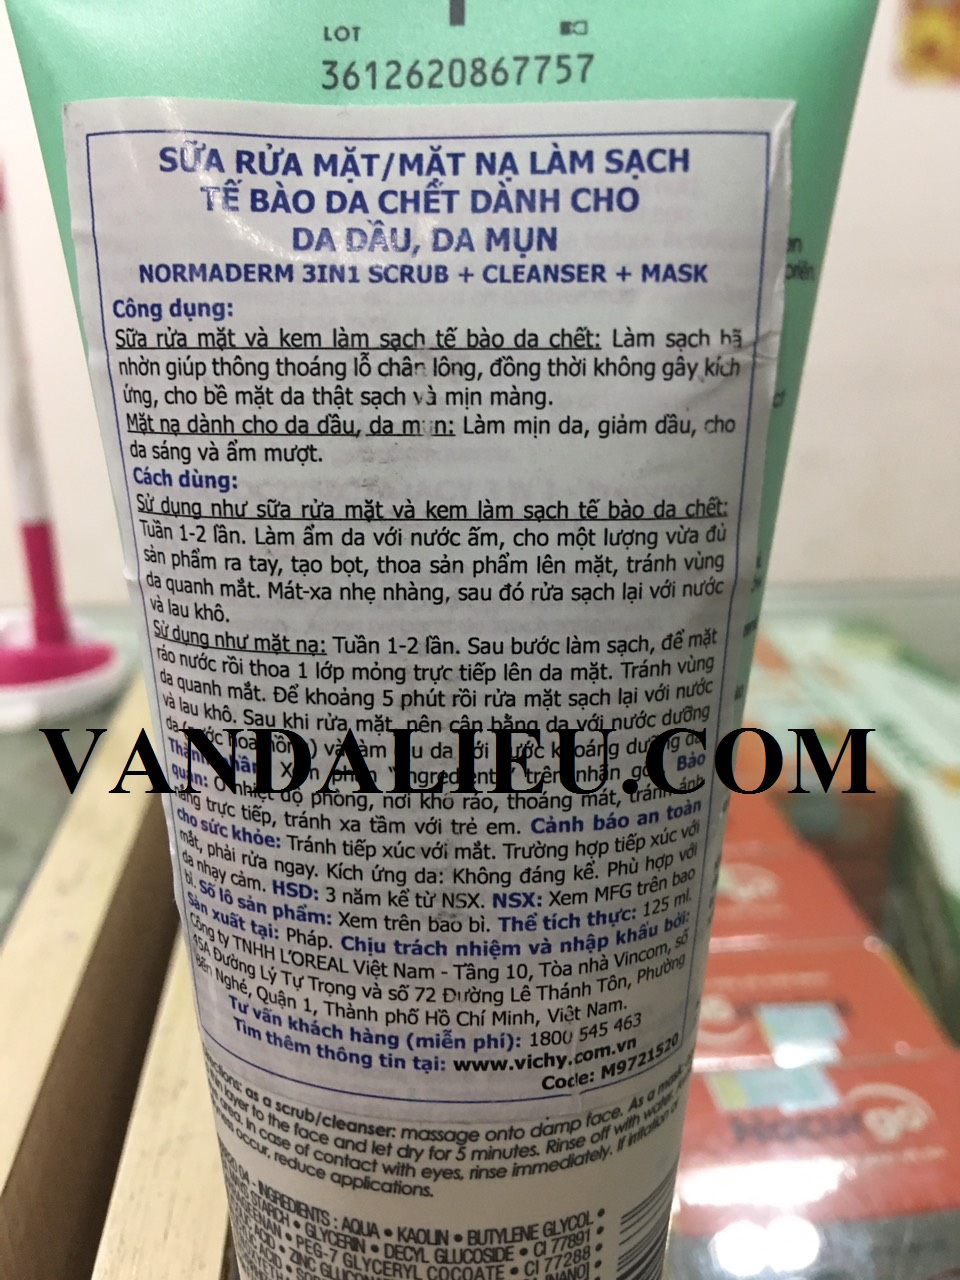 LOT
3612620867757
SỮA RỬA MẶT/MẶT NẠ LÀM SẠCH
TẾ BÀO DA CHẾT DÀNH CHO
DA DẦU, DA MỤN
NORMADERM 3IN1 SCRUB + CLEANSER + MASK
Công dụng:
Sữa rửa mặt và kem làm sạch tế bào da chết: Làm sạch bã
nhờn giúp thông thoáng lỗ chân lông, đồng thời không gây kích
ứng, cho bề mặt da thật sạch và mịn màng.
Mặt nạ dành cho da dầu, da mụn: Làm mịn da, giảm dầu, cho
da sáng và ẩm mượt.
Cách dùng:
Sử dụng như sữa rửa mặt và kem làm sạch tế bào da chết:
Tuần 1-2 lần. Làm ẩm da với nước ấm, cho một lượng vừa đủ
sản phẩm ra tay, tạo bọt, thoa sản phẩm lên mặt, tránh vùng
da quanh mắt. Mát-xa nhẹ nhàng, sau đó rửa sạch lại với nước
và lau khô.
Sử dụng như mặt nạ: Tuần 1-2 lần. Sau bước làm sạch, để mặt
ráo nước rồi thoa 1 lớp mỏng trực tiếp lên da mặt. Tránh vùng
da quanh mắt. Để khoảng 5 phút rồi rửa mặt sạch lại với nước
và lau khô. Sau khi rửa mặt nên cân bằng da với nước dưỡng
VANDALIEU.COM
quản: Ở nhiệt độ phòng, nơi khô ráo, thoáng mát, tránh ánh
nắng trực tiếp, tránh xa tầm với trẻ em. Cảnh báo an toàn
cho sức khỏe: Tránh tiếp xúc với mắt. Trường hợp tiếp xúc với
mắt, phải rửa ngay. Kích ứng da: Không đáng kể. Phù hợp với
da nhạy cảm. HSD: 3 năm kể từ NSX. NSX: Xem MFG trên bao
bì. Số lô sản phẩm: Xem trên bao bì. Thể tích thực: 125 ml.
Sản xuất tại: Pháp. Chịu trách nhiệm và nhập khẩu bởi:
Công ty TNHH L'OREAL Việt Nam - Tầng 10, Tòa nhà Vincom, số
45A Đường Lý Tự Trọng và số 72 Đường Lê Thánh Tôn, Phường
Bến Nghé, Quận 1, Thành phố Hồ Chí Minh, Việt Nam.
Tư vấn khách hàng (miễn phí): 1800 545 463
Tìm thêm thông tin tại: www.vichy.com.vn
Code: M9721520
as a scrub/cleanser: massage onto damp face. As a mask
layer to the face and let dry for 5 minutes. Rinse off with water
area. In case of contact with eyes, rinse immediately. If irritation
occur, reduce applications.
04 - INGREDIENTS : AQUA • KAOLIN • BUTYLENE GLYCOL •
STARCH • GLYCERIN • DECYL GLUCOSIDE • CI 77891 •
PEG-7 GLYCERYL COCOATE • CI 77288 •